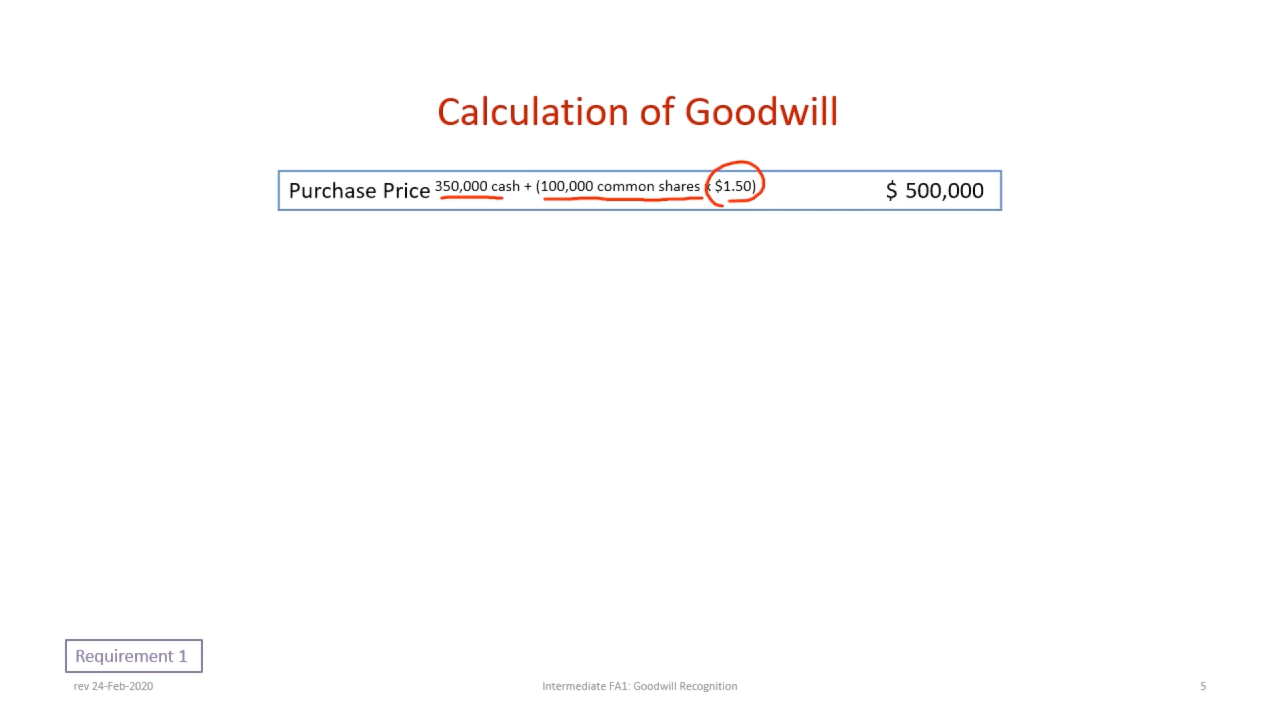 Calculation of Goodwill
Purchase Price 350,000 cash + (100,000 common shares x $1.50) $ 500,000
Requirement 1
rev 24-Feb-2020 Intermediate FA1: Goodwill Recognition 5